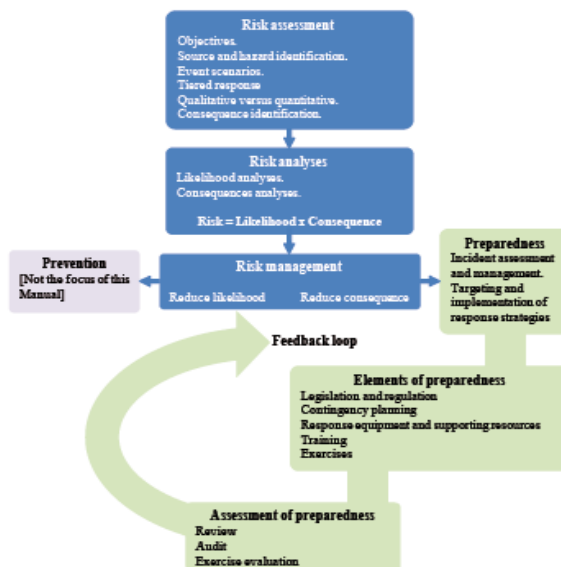 Risk assessment
Objectives.
Source and hazard identification.
Event scenarios.
Tiered response
Qualitative versus quantitative.
Consequence identification.
Risk analyses
Likelihood analyses.
Consequences analyses.
Risk = Likelihood x Consequence
Prevention
[Not the focus of this
Manual]
Risk management
Reduce likelihood
Reduce consequence
Preparedness
Incident assessment
and management.
Targeting and
implementation of
response strategies
Feedback loop
Elements of preparedness
Legislation and regulation
Contingency planning
Response equipment and supporting resources
Training
Exercises
Assessment of preparedness
Review
Audit
Exercise evaluation